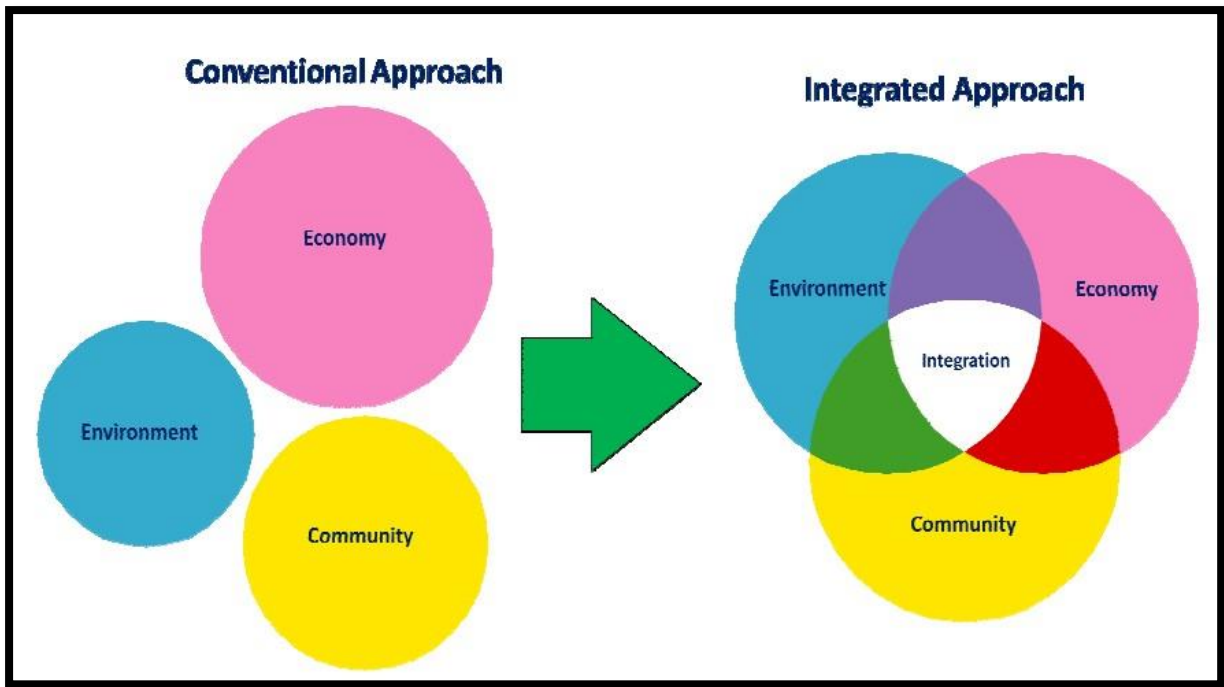 Conventional Approach
Economy
Environment
Community
Integrated Approach
Environment
Economy
Integration
Community